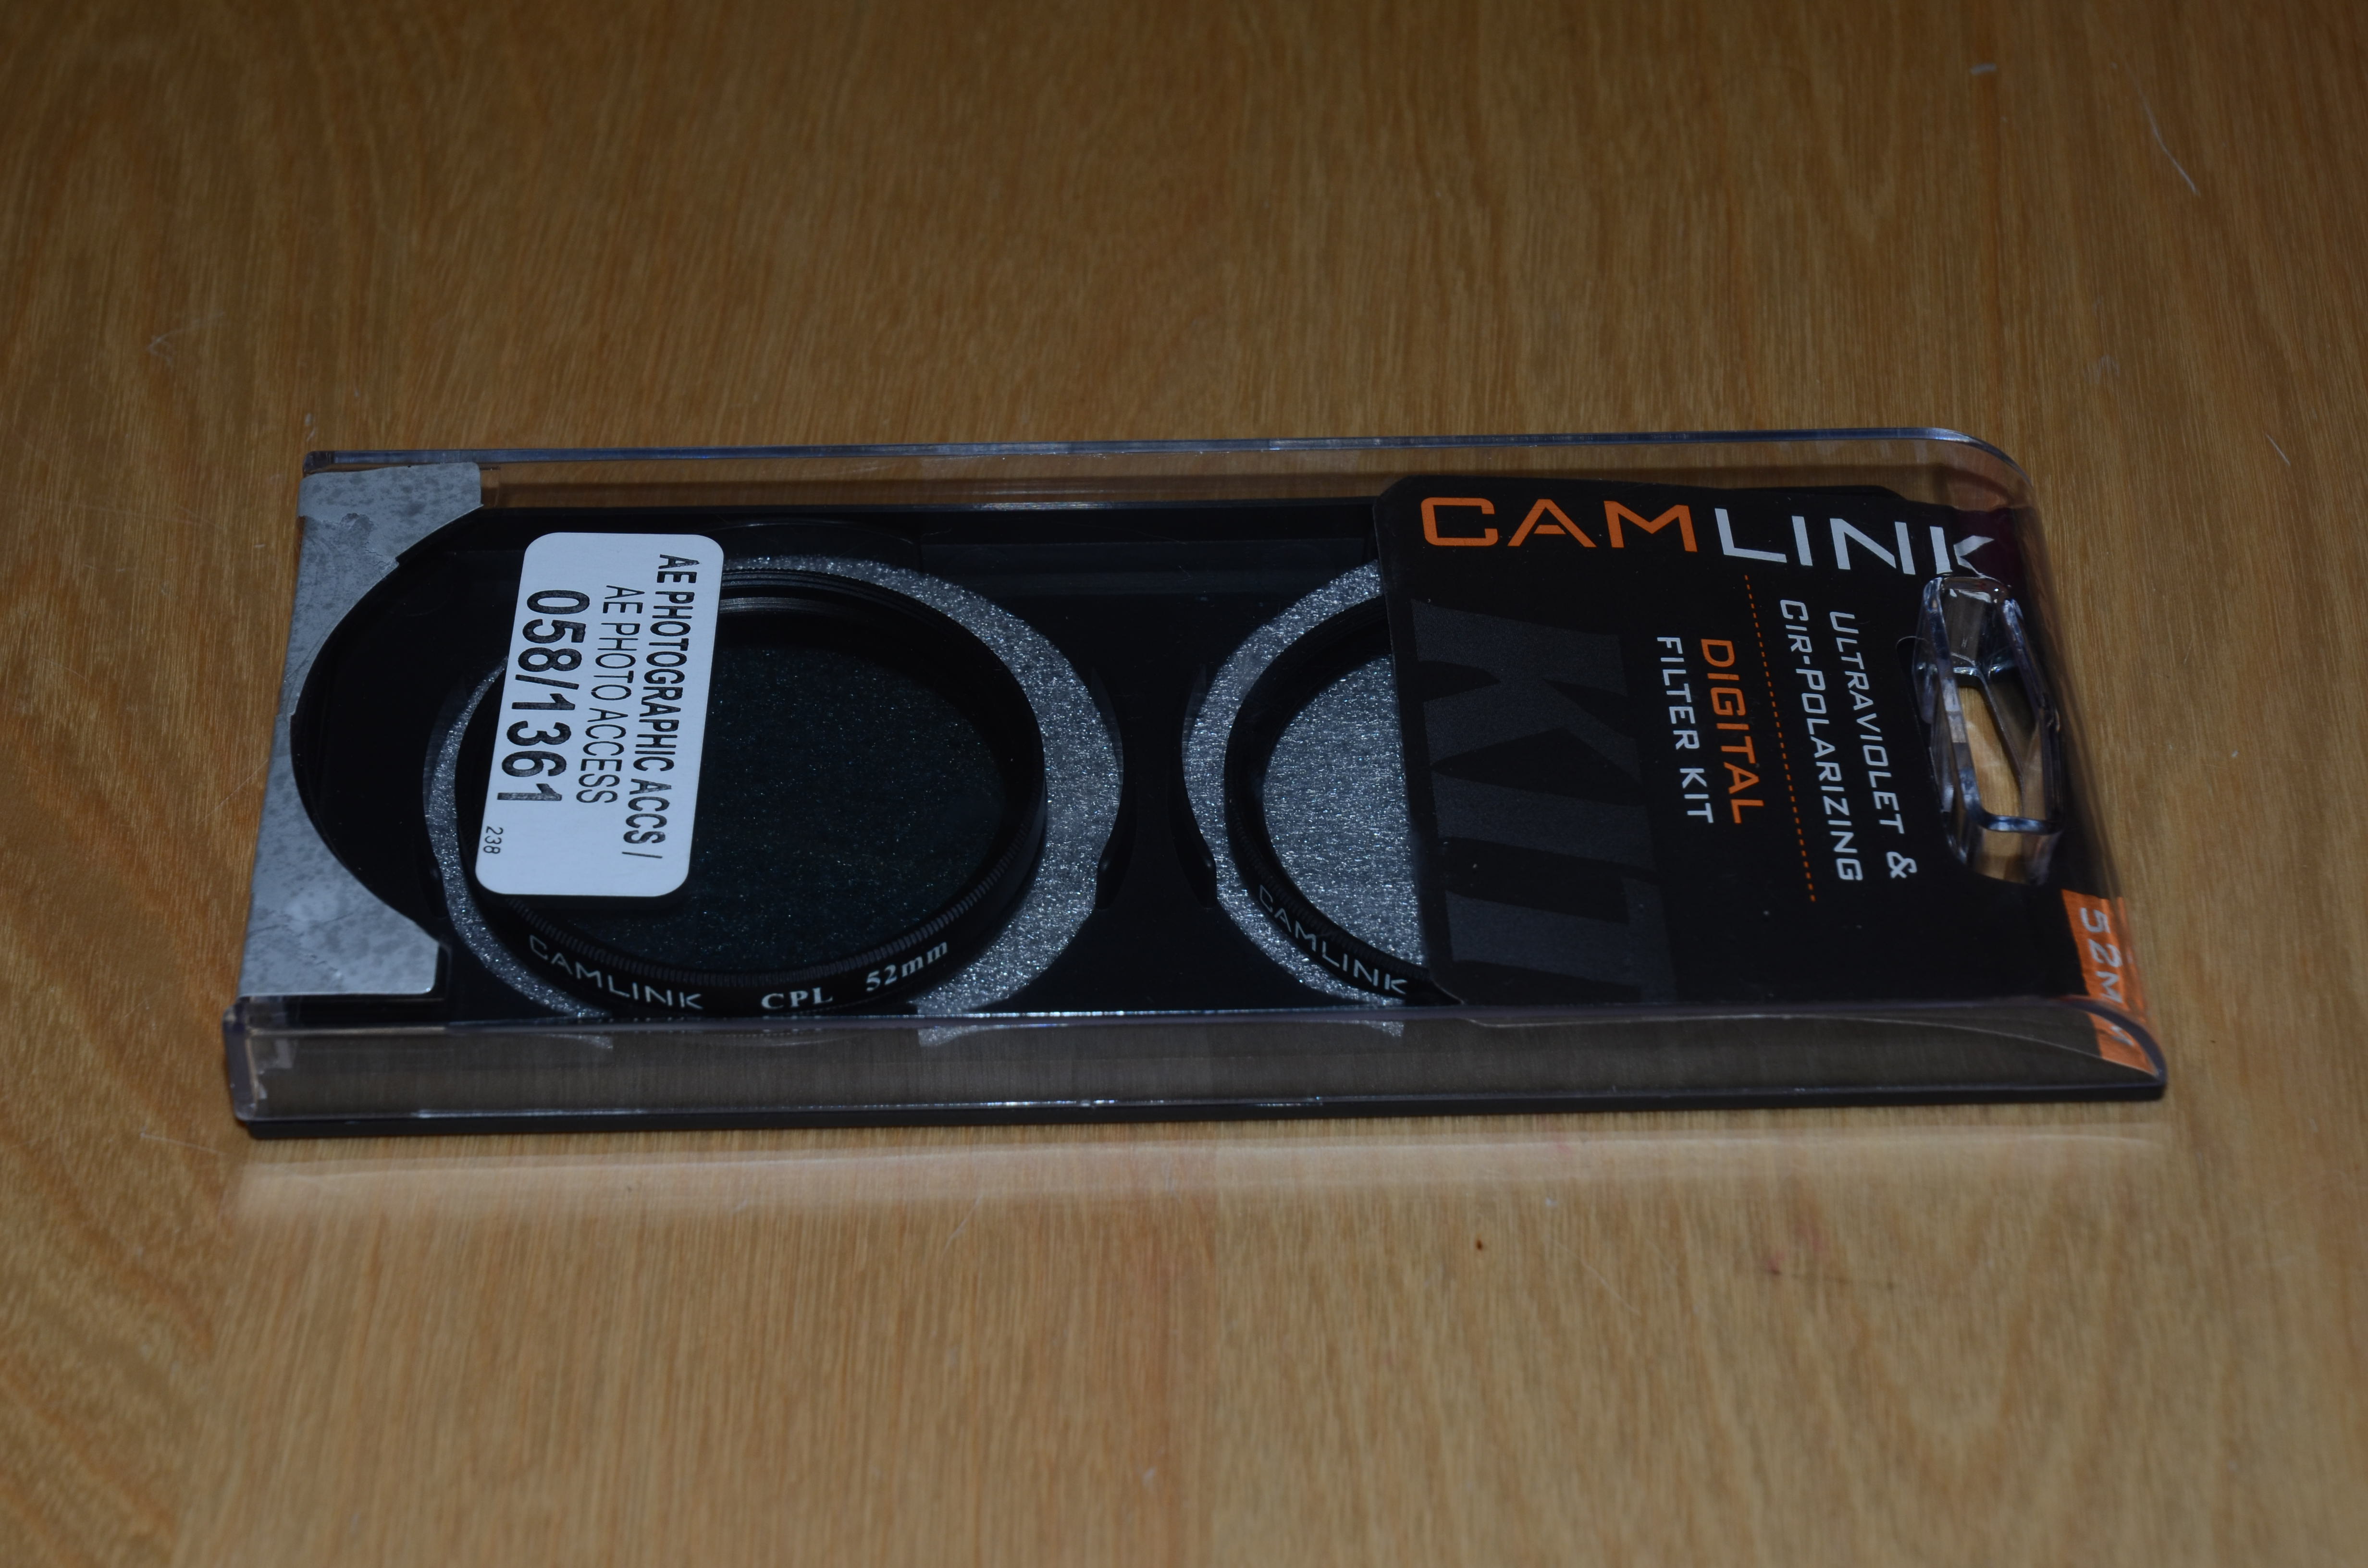 AE PHOTOGRAPHIC ACCS /
AE PHOTO ACCESS
058/1361
238
CAMLINK CPL 52mm
CAMLINK
CAMLINK
ULTRAVIOLET &
CIR-POLARIZING
DIGITAL
FILTER KIT
KIT